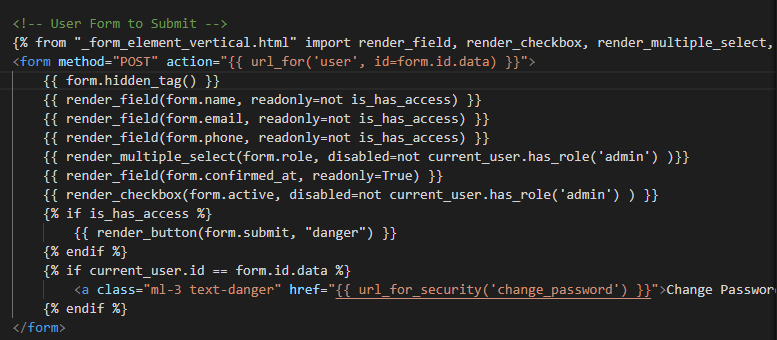 <!-- User Form to Submit -->
{% from "_form_element_vertical.html" import render_field, render_checkbox, render_multiple_select,
<form method="POST" action="{{ url_for('user', id=form.id.data) }}">
{{ form.hidden_tag() }}
{{ render_field(form.name, readonly=not is_has_access) }}
{{ render_field(form.email, readonly=not is_has_access) }}
{{ render_field(form.phone, readonly=not is_has_access) }}
{{ render_multiple_select(form.role, disabled=not current_user.has_role('admin') )}}
{{ render_field(form.confirmed_at, readonly=True) }}
{{ render_checkbox(form.active, disabled=not current_user.has_role('admin') ) }}
{% if is_has_access %}
{{ render_button(form.submit, "danger") }}
{% endif %}
{% if current_user.id == form.id.data %}
<a class="ml-3 text-danger" href="{{ url_for_security('change_password') }}">Change Passwor
{% endif %}
</form>